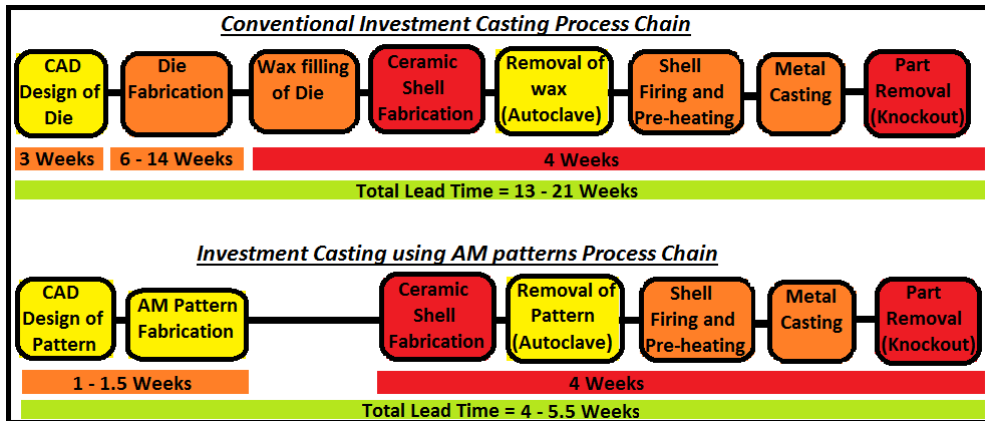 Conventional Investment Casting Process Chain
CAD
Design of
Die
Die
Fabrication
Wax filling
of Die
Ceramic
Shell
Fabrication
Removal of
wax
(Autoclave)
Shell
Firing and
Pre-heating
Metal
Casting
Part
Removal
(Knockout)
3 Weeks
6 - 14 Weeks
4 Weeks
Total Lead Time = 13 - 21 Weeks
Investment Casting using AM patterns Process Chain
CAD
Design of
Pattern
AM Pattern
Fabrication
Ceramic
Shell
Fabrication
Removal of
Pattern
(Autoclave)
Shell
Firing and
Pre-heating
Metal
Casting
Part
Removal
(Knockout)
1 - 1.5 Weeks
4 Weeks
Total Lead Time = 4 - 5.5 Weeks